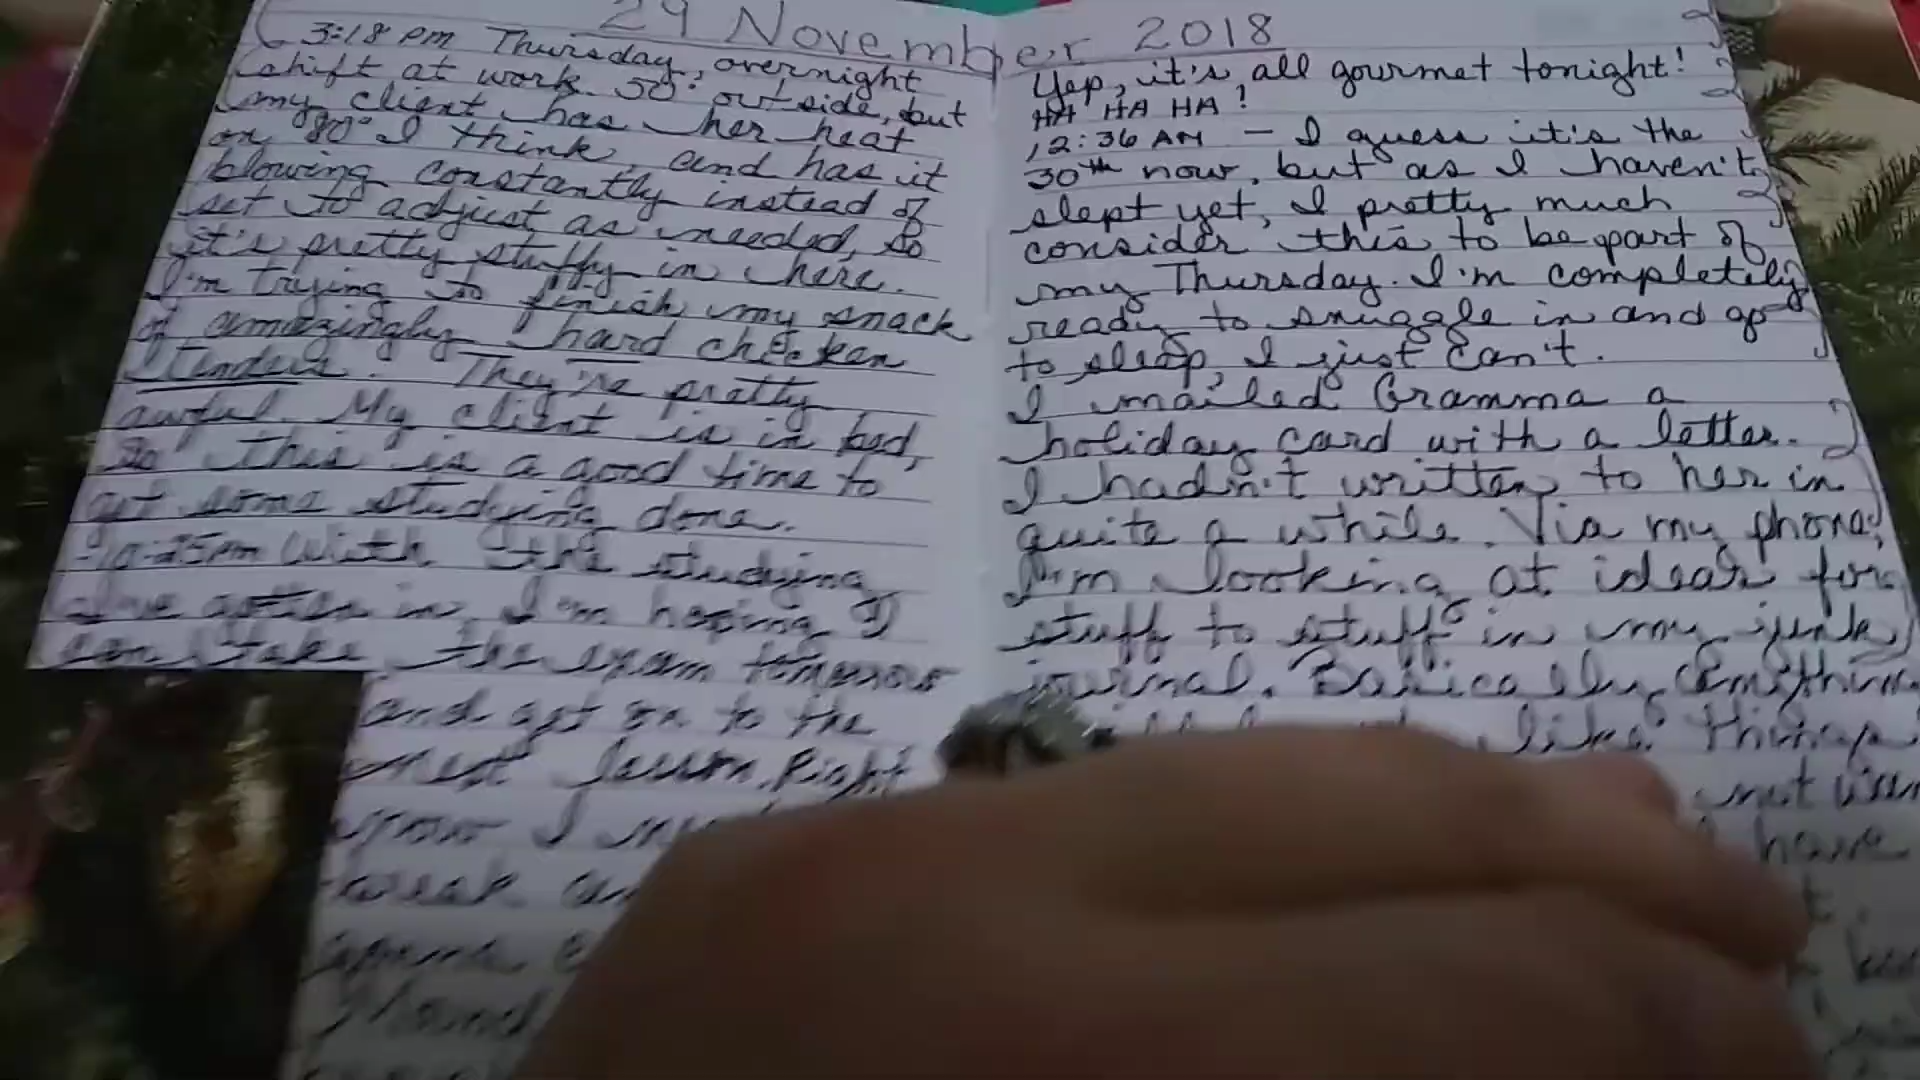 29 November 2018
3:18 pm Thursday, overnight
shift at work. 50° outside, but
my client has her heat
on 80° I think, and has it
blowing constantly instead of
set to adjust as needed, so
it's pretty stuffy in here.
I'm trying to finish my snack
of amazingly hard chicken
tenders. They're pretty
awful. My client is in bed,
so this is a good time to
get some studying done.
With the studying
I've gotten in, I'm hoping I
can take the exam tomorrow
and get on to the
next lesson. Right
now I
Yep, it's all gourmet tonight!
HA HA HA!
12:36 AM – I guess it's the
30th now, but as I haven't
slept yet, I pretty much
consider this to be part of
my Thursday. I'm completely
ready to snuggle in and go
to sleep, I just can't.
I mailed Gramma a
holiday card with a letter.
I hadn't written to her in
quite a while. Via my phone,
I'm looking at ideas for
stuff to stuff in my junk
journal. Basically, anything
like things
not
have